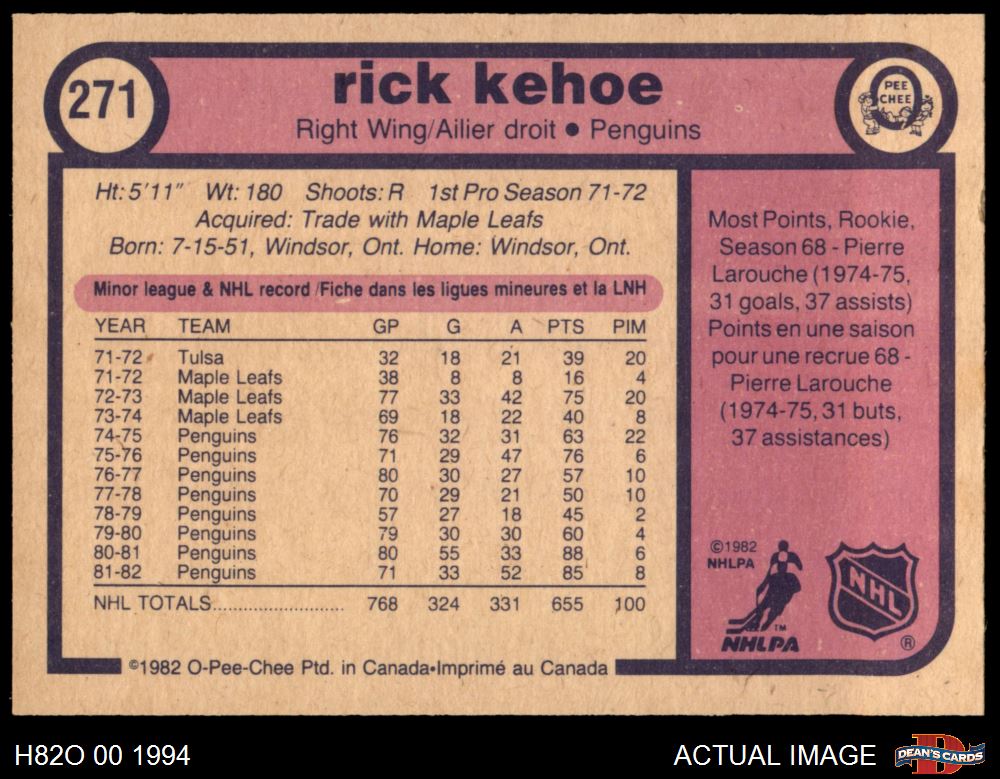 271
rick kehoe
Right Wing/Ailier droit • Penguins
O
PEE
CHEE
Ht: 5'11" Wt: 180 Shoots: R 1st Pro Season 71-72
Acquired: Trade with Maple Leafs
Born: 7-15-51, Windsor, Ont. Home: Windsor, Ont.
Minor league & NHL record /Fiche dans les ligues mineures et la LNH
YEAR TEAM GP G A PTS PIM
71-72 Tulsa 32 18 21 39 20
71-72 Maple Leafs 38 8 8 16 4
72-73 Maple Leafs 77 33 42 75 20
73-74 Maple Leafs 69 18 22 40 8
74-75 Penguins 76 32 31 63 22
75-76 Penguins 71 29 47 76 6
76-77 Penguins 80 30 27 57 10
77-78 Penguins 70 29 21 50 10
78-79 Penguins 57 27 18 45 2
79-80 Penguins 79 30 30 60 4
80-81 Penguins 80 55 33 88 6
81-82 Penguins 71 33 52 85 8
NHL TOTALS.......................... 768 324 331 655 100
©1982 O-Pee-Chee Ptd. in Canada•Imprimé au Canada
Most Points, Rookie,
Season 68 - Pierre
Larouche (1974-75,
31 goals, 37 assists)
Points en une saison
pour une recrue 68 -
Pierre Larouche
(1974-75, 31 buts,
37 assistances)
©1982
NHLPA
TM
NHLPA
NHL
®
H82O 00 1994
ACTUAL IMAGE
D
DEAN'S CARDS